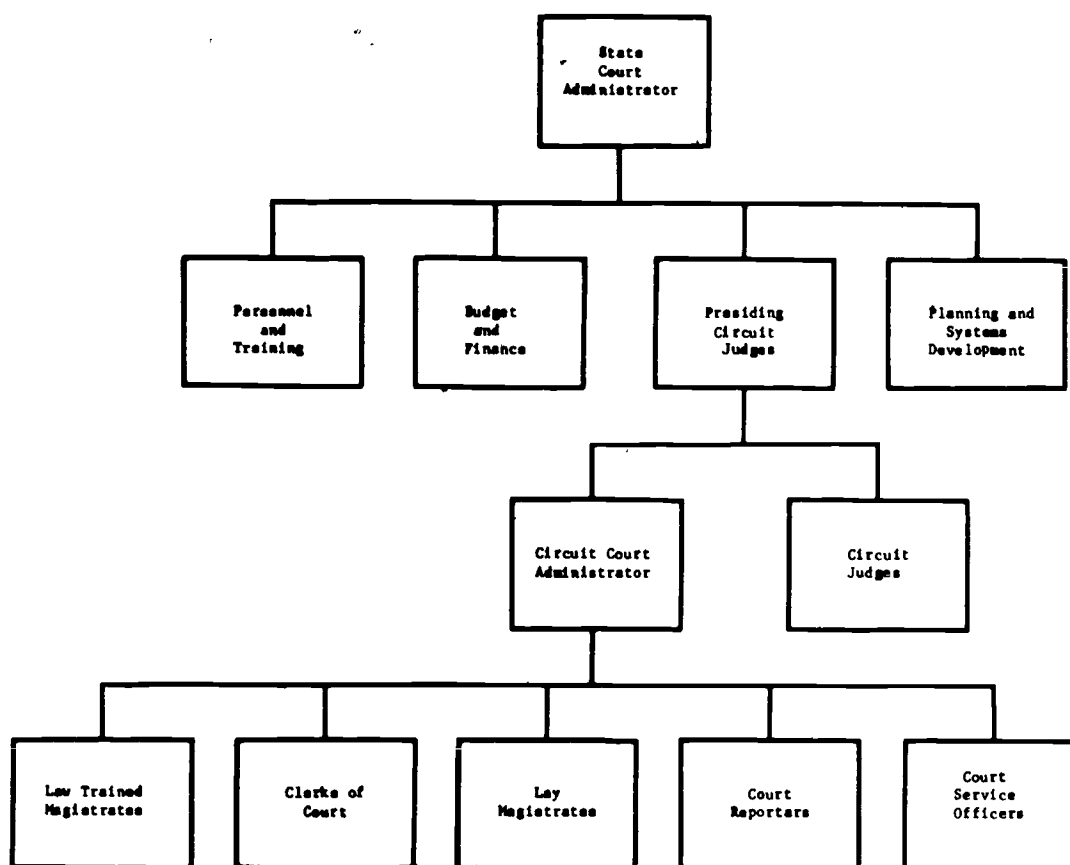 State
Court
Administrator
Personnel
and
Training
Budget
and
Finance
Presiding
Circuit
Judges
Planning and
Systems
Development
Circuit Court
Administrator
Circuit
Judges
Law Trained
Magistrates
Clerks of
Court
Lay
Magistrates
Court
Reporters
Court
Service
Officers